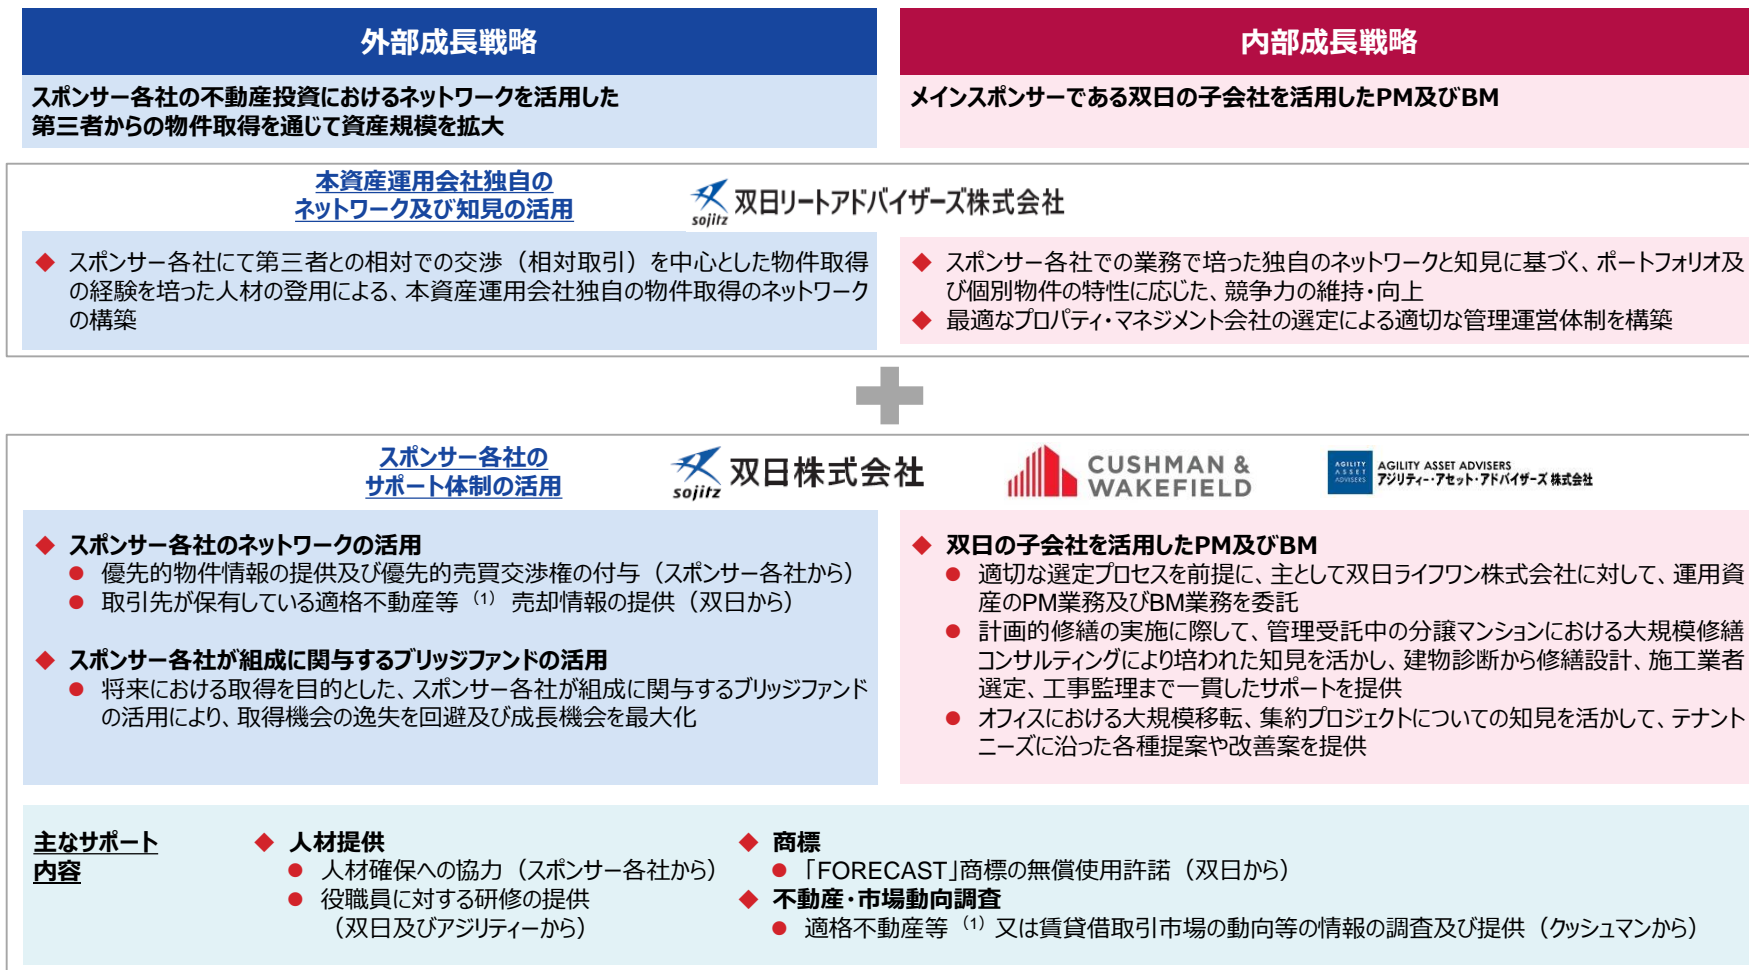 外部成長戦略
スポンサー各社の不動産投資におけるネットワークを活用した
第三者からの物件取得を通じて資産規模を拡大
内部成長戦略
メインスポンサーである双日の子会社を活用したPM及びBM
本資産運用会社独自の
ネットワーク及び知見の活用
sojitz
双日リートアドバイザーズ株式会社
◆ スポンサー各社にて第三者との相対での交渉（相対取引）を中心とした物件取得
の経験を培った人材の登用による、本資産運用会社独自の物件取得のネットワーク
の構築
◆ スポンサー各社での業務で培った独自のネットワークと知見に基づく、ポートフォリオ及
び個別物件の特性に応じた、競争力の維持・向上
◆ 最適なプロパティ・マネジメント会社の選定による適切な管理運営体制を構築
スポンサー各社の
サポート体制の活用
sojitz
双日株式会社
CUSHMAN &
WAKEFIELD
AGILITY
ASSET
ADVISERS
AGILITY ASSET ADVISERS
アジリティー・アセット・アドバイザーズ 株式会社
◆ スポンサー各社のネットワークの活用
● 優先的物件情報の提供及び優先的売買交渉権の付与（スポンサー各社から）
● 取引先が保有している適格不動産等（1）売却情報の提供（双日から）
◆ スポンサー各社が組成に関与するブリッジファンドの活用
● 将来における取得を目的とした、スポンサー各社が組成に関与するブリッジファンド
の活用により、取得機会の逸失を回避及び成長機会を最大化
◆ 双日の子会社を活用したPM及びBM
● 適切な選定プロセスを前提に、主として双日ライフワン株式会社に対して、運用資
産のPM業務及びBM業務を委託
● 計画的修繕の実施に際して、管理受託中の分譲マンションにおける大規模修繕
コンサルティングにより培われた知見を活かし、建物診断から修繕設計、施工業者
選定、工事監理まで一貫したサポートを提供
● オフィスにおける大規模移転、集約プロジェクトについての知見を活かして、テナント
ニーズに沿った各種提案や改善案を提供
主なサポート
内容
◆ 人材提供
● 人材確保への協力（スポンサー各社から）
● 役職員に対する研修の提供
（双日及びアジリティーから）
◆ 商標
● 「FORECAST」商標の無償使用許諾（双日から）
◆ 不動産・市場動向調査
● 適格不動産等（1）又は賃貸借取引市場の動向等の情報の調査及び提供（クッシュマンから）